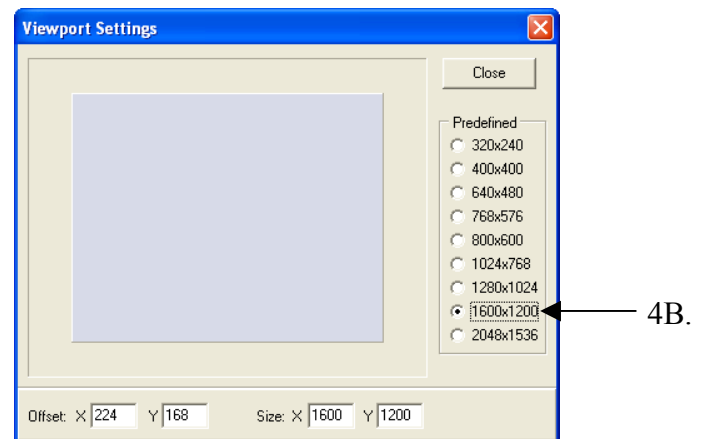 Viewport Settings
Close
Predefined
320x240
400x400
640x480
768x576
800x600
1024x768
1280x1024
1600x1200
4B.
2048x1536
Offset: X 224 Y 168 Size: X 1600 Y 1200